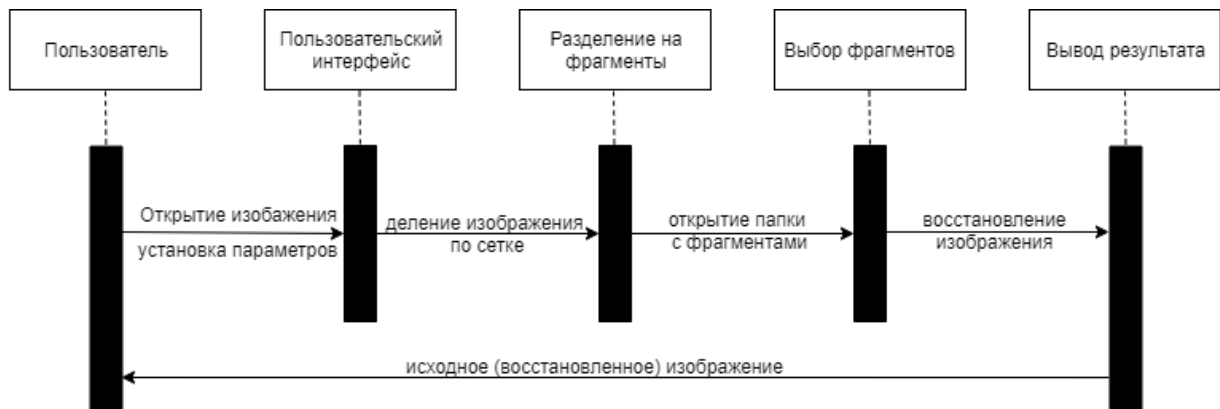 Пользователь
Пользовательский
интерфейс
Разделение на
фрагменты
Выбор фрагментов
Вывод результата
Открытие изобажения
установка параметров
деление изображения
по сетке
открытие папки
с фрагментами
восстановление
изображения
исходное (восстановленное) изображение